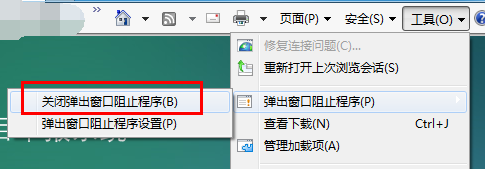 »
页面(P) 安全(S) 工具(O)
修复连接问题(C)...
重新打开上次浏览会话(S)
关闭弹出窗口阻止程序(B) 弹出窗口阻止程序(P)
弹出窗口阻止程序设置(P) 查看下载(N) Ctrl+J
管理加载项(A)